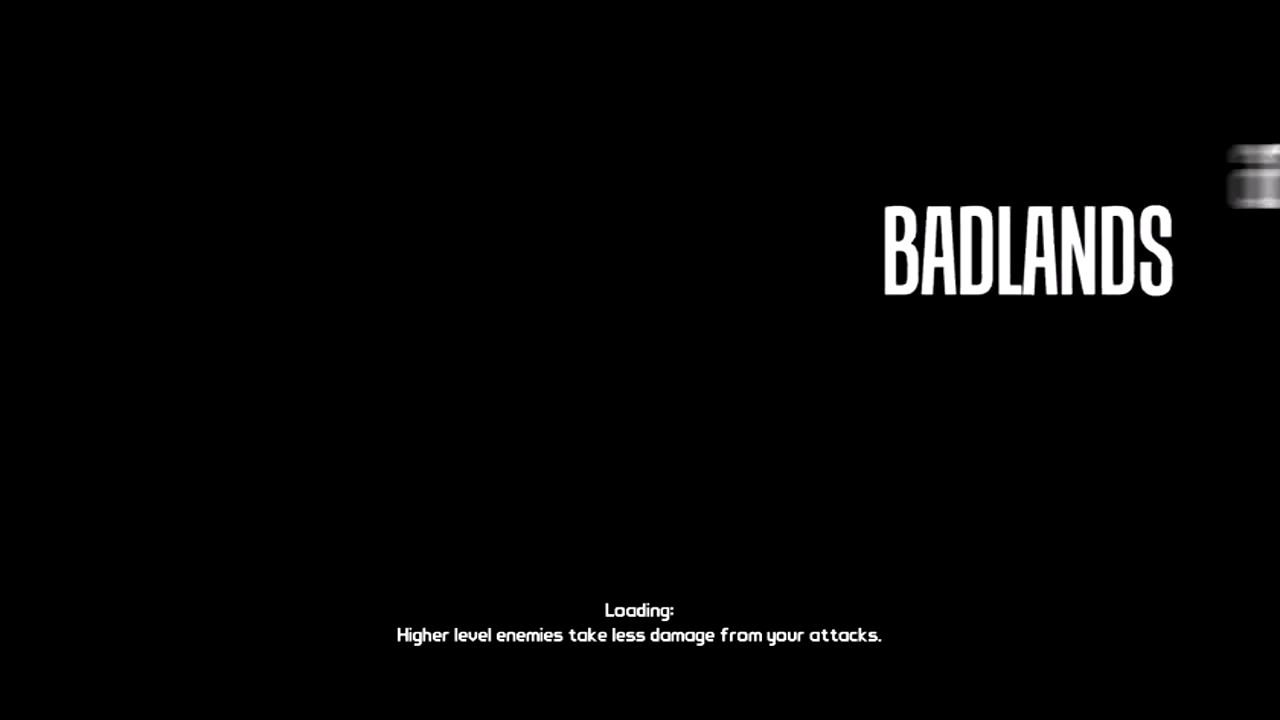 BADLANDS
Loading:
Higher level enemies take less damage from your attacks.